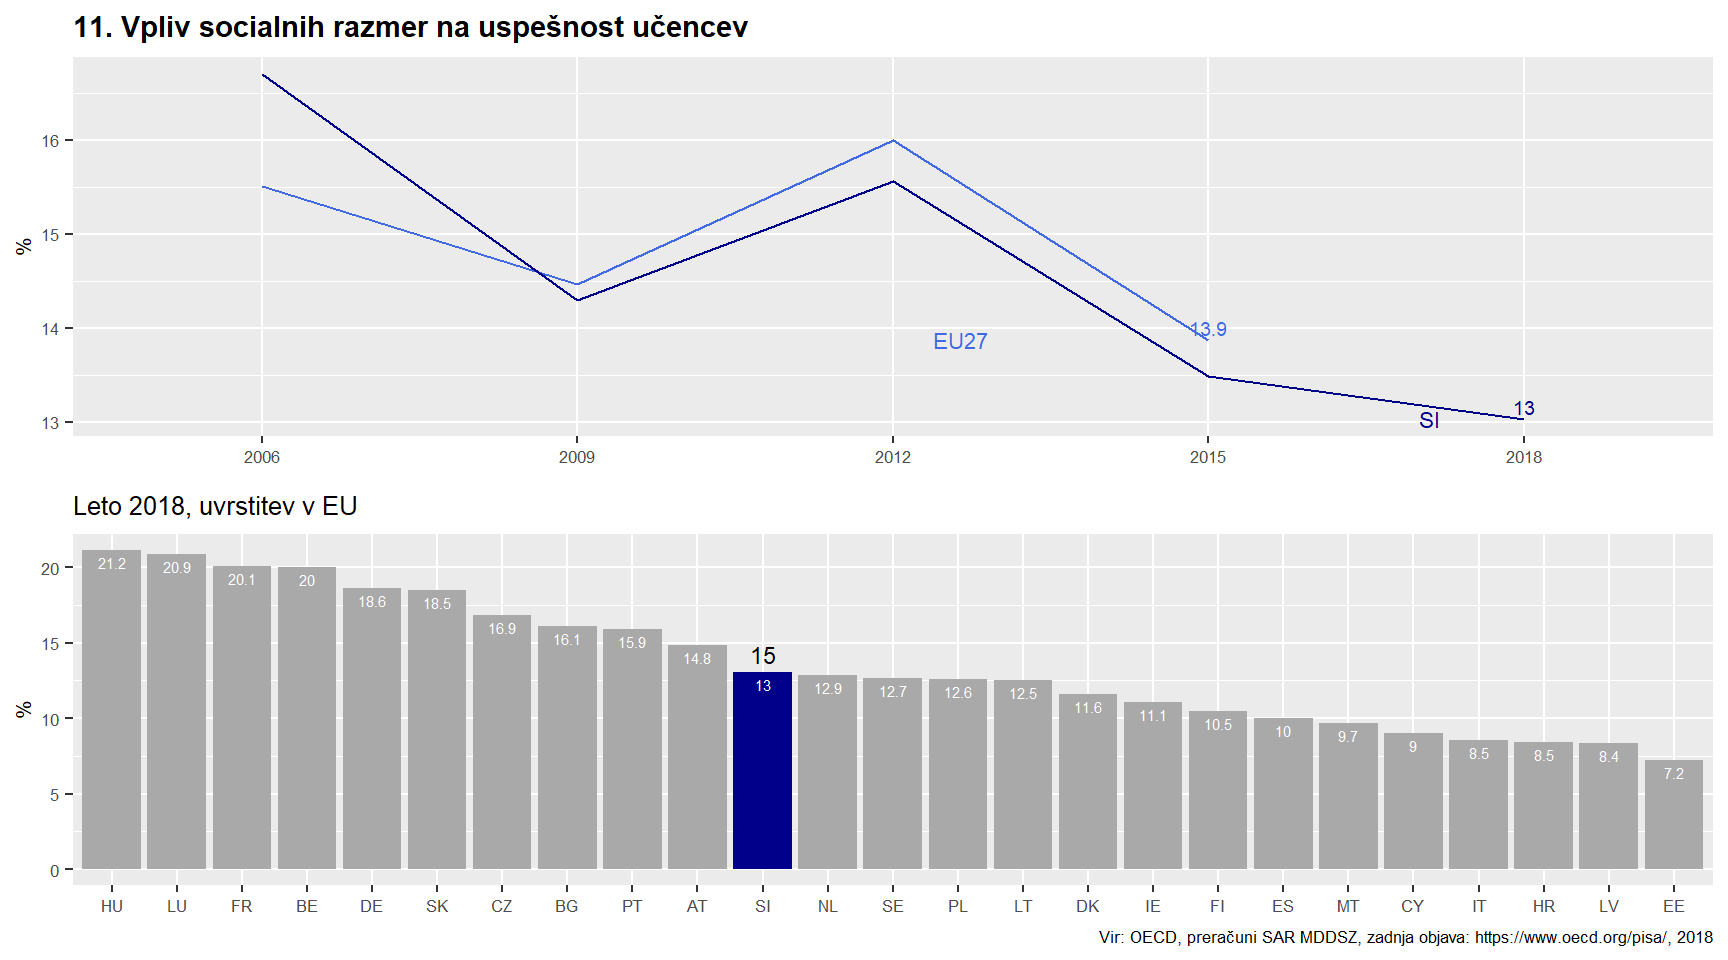 11. Vpliv socialnih razmer na uspešnost učencev
16
15
14
13
%
EU27
13.9
SI
13
2006 2009 2012 2015 2018
Leto 2018, uvrstitev v EU
20
15
10
5
0
%
15
21.2 20.9 20.1 20 18.6 18.5 16.9 16.1 15.9 14.8 13 12.9 12.7 12.6 12.5 11.6 11.1 10.5 10 9.7 9 8.5 8.5 8.4 7.2
HU LU FR BE DE SK CZ BG PT AT SI NL SE PL LT DK IE FI ES MT CY IT HR LV EE
Vir: OECD, preračuni SAR MDDSZ, zadnja objava: https://www.oecd.org/pisa/, 2018